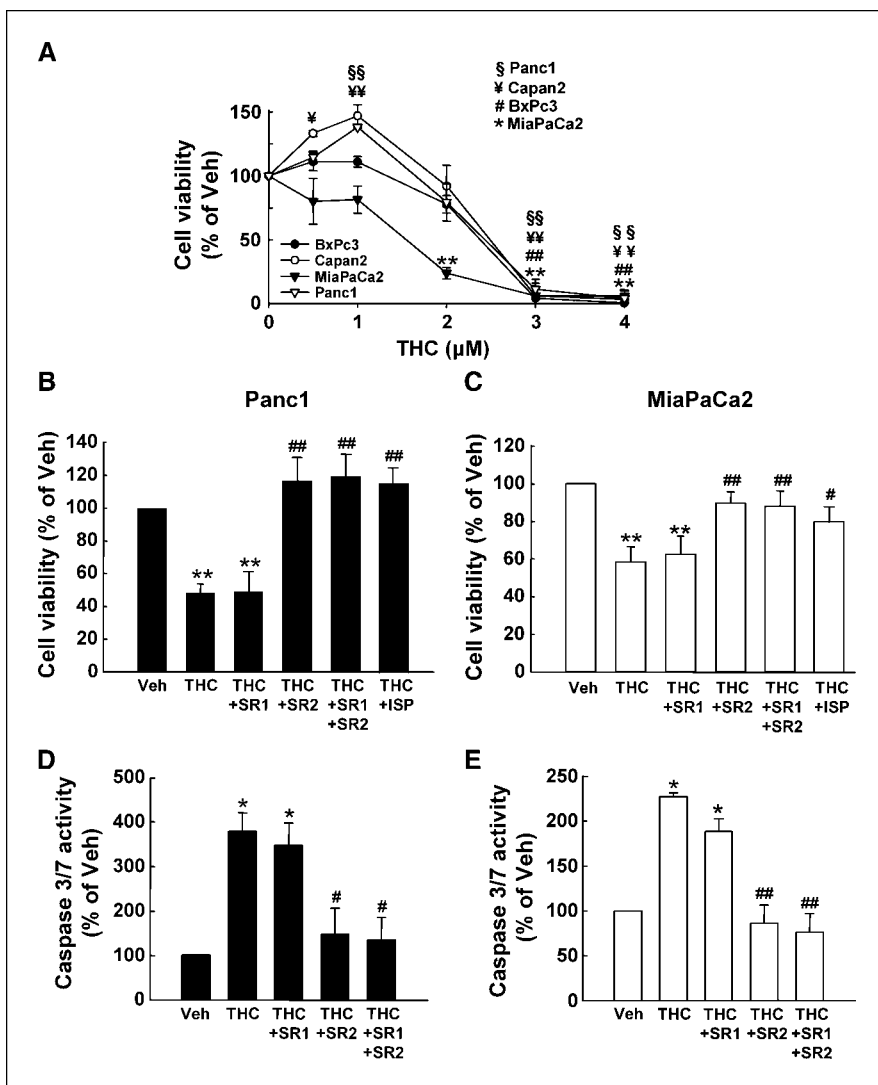 A
§ Panc1
¥ Capan2
# BxPc3
* MiaPaCa2
§§
¥ ¥¥
150
100
50
0
Cell viability
(% of Veh)
**
§§
¥¥
##
**
§ §
¥ ¥
##
**
BxPc3
Capan2
MiaPaCa2
Panc1
0 1 2 3 4
THC (µM)
B
Panc1
140
120
100
80
60
40
20
0
Cell viability (% of Veh)
** ** ## ## ##
Veh THC THC THC THC THC
+SR1 +SR2 +SR1 +ISP
+SR2
C
MiaPaCa2
120
100
80
60
40
20
0
Cell viability (% of Veh)
** ** ## ## #
Veh THC THC THC THC THC
+SR1 +SR2 +SR1 +ISP
+SR2
D
500
400
300
200
100
0
Caspase 3/7 activity
(% of Veh)
* * # #
Veh THC THC THC THC
+SR1 +SR2 +SR1
+SR2
E
250
200
150
100
50
0
Caspase 3/7 activity
(% of Veh)
* * ## ##
Veh THC THC THC THC
+SR1 +SR2 +SR1
+SR2